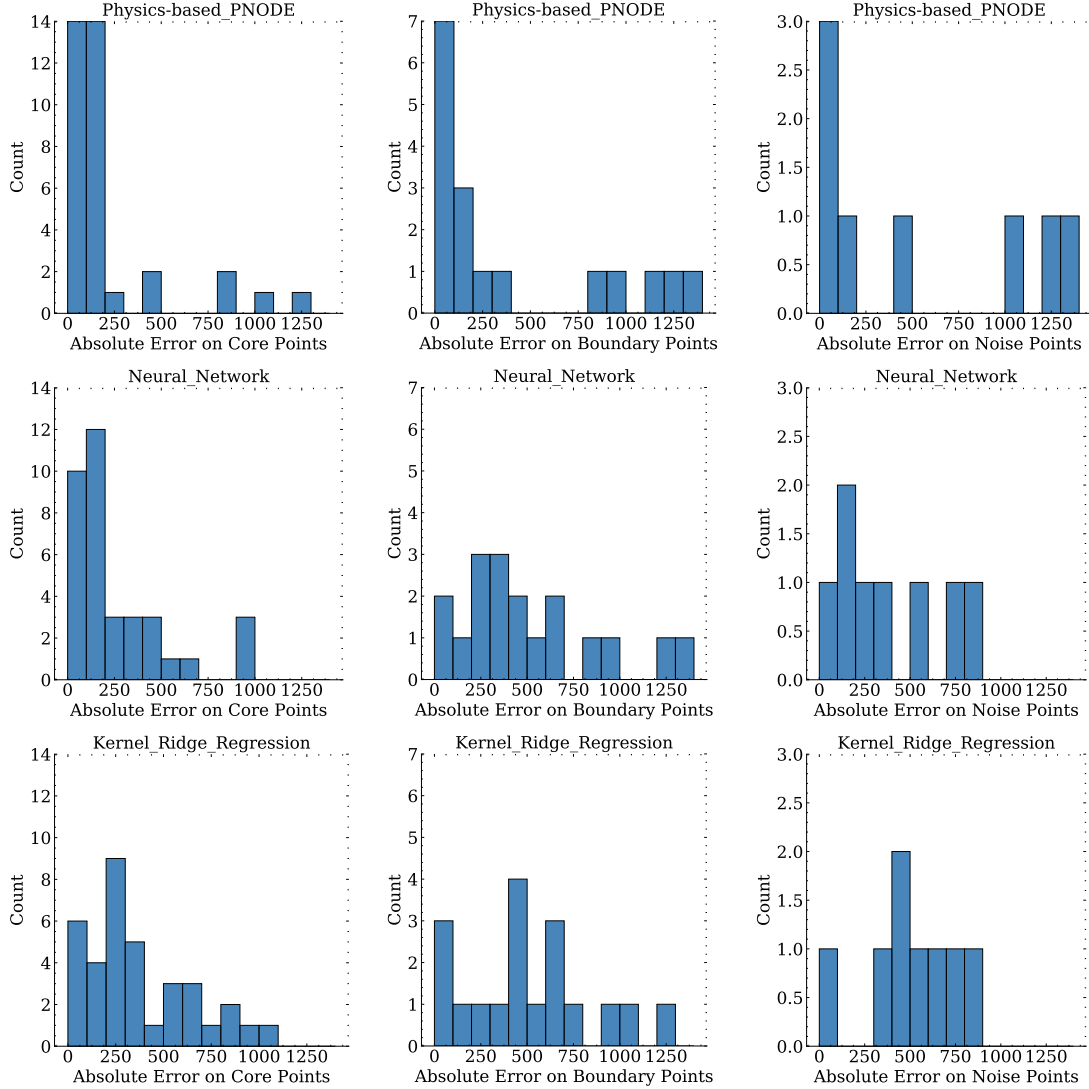 Physics-based_PNODE
14
12
10
8
6
4
2
0
Count
0 250 500 750 1000 1250
Absolute Error on Core Points
Physics-based_PNODE
7
6
5
4
3
2
1
0
Count
0 250 500 750 1000 1250
Absolute Error on Boundary Points
Physics-based_PNODE
3.0
2.5
2.0
1.5
1.0
0.5
0.0
Count
0 250 500 750 1000 1250
Absolute Error on Noise Points
Neural_Network
14
12
10
8
6
4
2
0
Count
0 250 500 750 1000 1250
Absolute Error on Core Points
Neural_Network
7
6
5
4
3
2
1
0
Count
0 250 500 750 1000 1250
Absolute Error on Boundary Points
Neural_Network
3.0
2.5
2.0
1.5
1.0
0.5
0.0
Count
0 250 500 750 1000 1250
Absolute Error on Noise Points
Kernel_Ridge_Regression
14
12
10
8
6
4
2
0
Count
0 250 500 750 1000 1250
Absolute Error on Core Points
Kernel_Ridge_Regression
7
6
5
4
3
2
1
0
Count
0 250 500 750 1000 1250
Absolute Error on Boundary Points
Kernel_Ridge_Regression
3.0
2.5
2.0
1.5
1.0
0.5
0.0
Count
0 250 500 750 1000 1250
Absolute Error on Noise Points